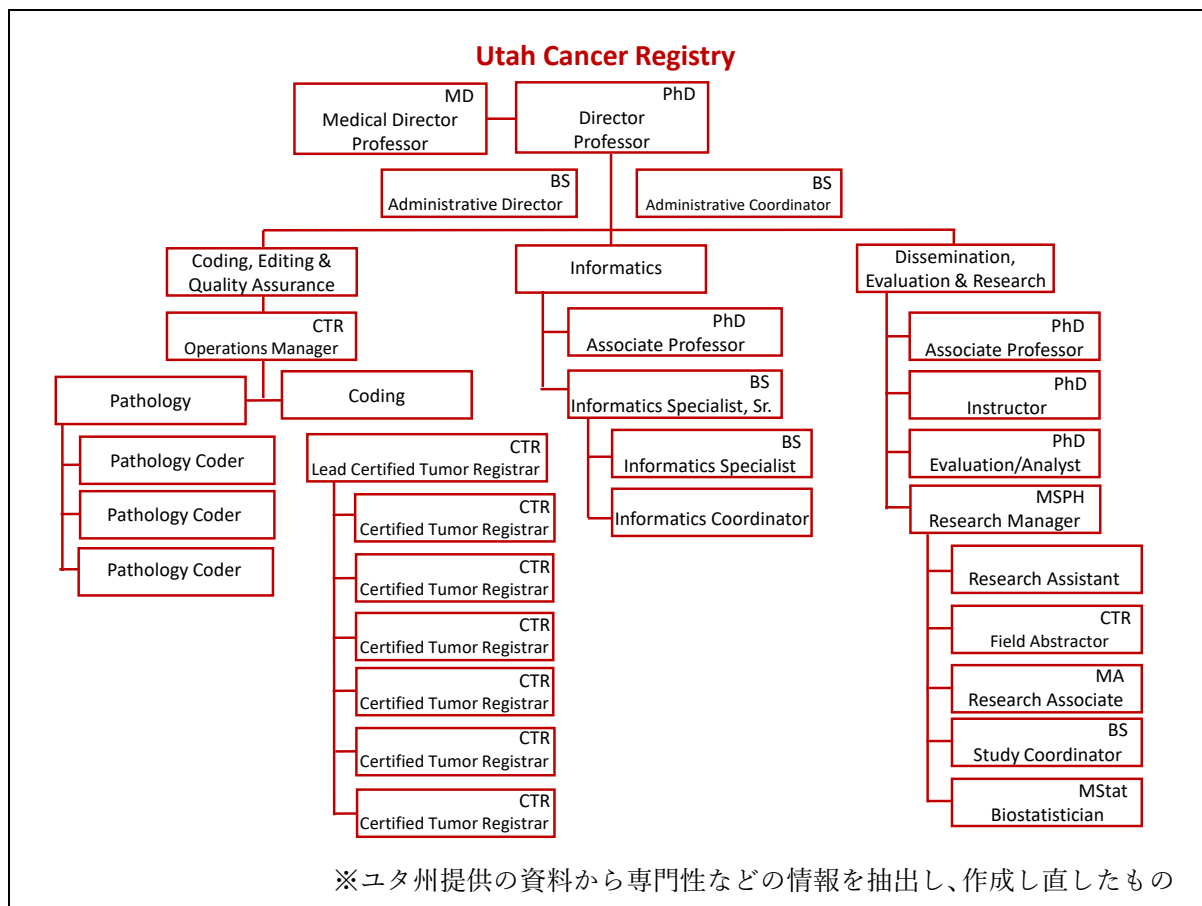 Utah Cancer Registry
MD
Medical Director
Professor
PhD
Director
Professor
BS
Administrative Director
BS
Administrative Coordinator
Coding, Editing &
Quality Assurance
CTR
Operations Manager
Pathology
Coding
Pathology Coder
Pathology Coder
Pathology Coder
CTR
Lead Certified Tumor Registrar
CTR
Certified Tumor Registrar
CTR
Certified Tumor Registrar
CTR
Certified Tumor Registrar
CTR
Certified Tumor Registrar
CTR
Certified Tumor Registrar
CTR
Certified Tumor Registrar
Informatics
PhD
Associate Professor
BS
Informatics Specialist, Sr.
BS
Informatics Specialist
Informatics Coordinator
Dissemination,
Evaluation & Research
PhD
Associate Professor
PhD
Instructor
PhD
Evaluation/Analyst
MSPH
Research Manager
Research Assistant
CTR
Field Abstractor
MA
Research Associate
BS
Study Coordinator
MStat
Biostatistician
※ユタ州提供の資料から専門性などの情報を抽出し、作成し直したもの